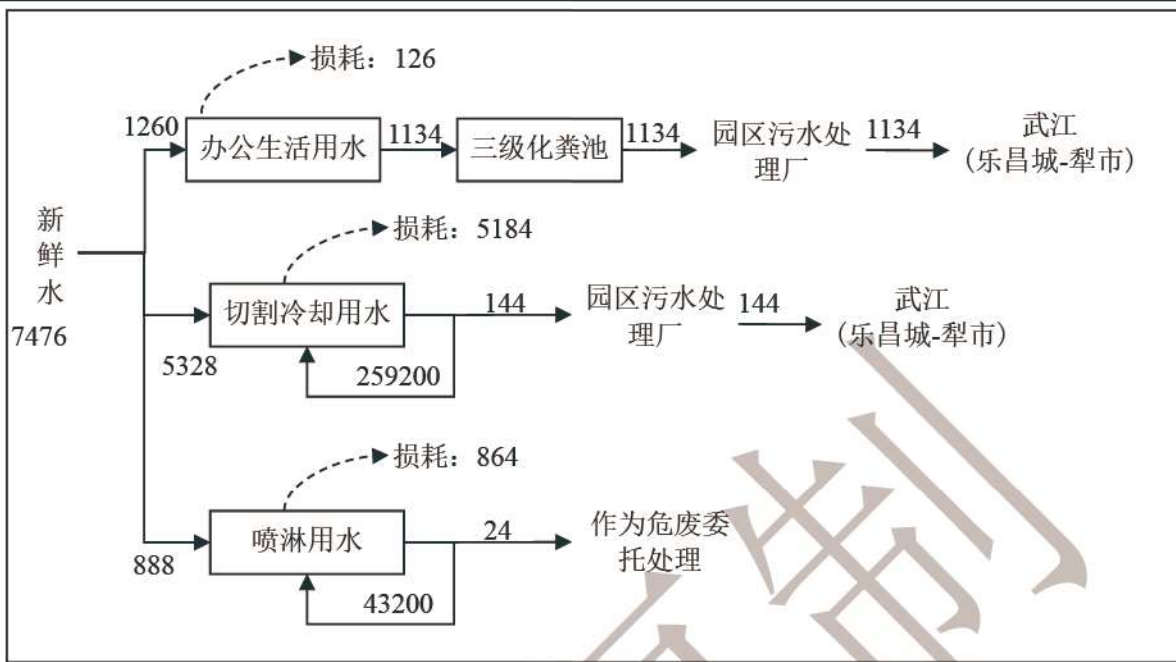 损耗：126
1260
办公生活用水
1134
三级化粪池
1134
园区污水处
理厂
1134
武江
(乐昌城-犁市)
新
鲜
水
7476
损耗：5184
5328
切割冷却用水
259200
144
园区污水处
理厂
144
武江
(乐昌城-犁市)
损耗：864
888
喷淋用水
43200
24
作为危废委
托处理
制